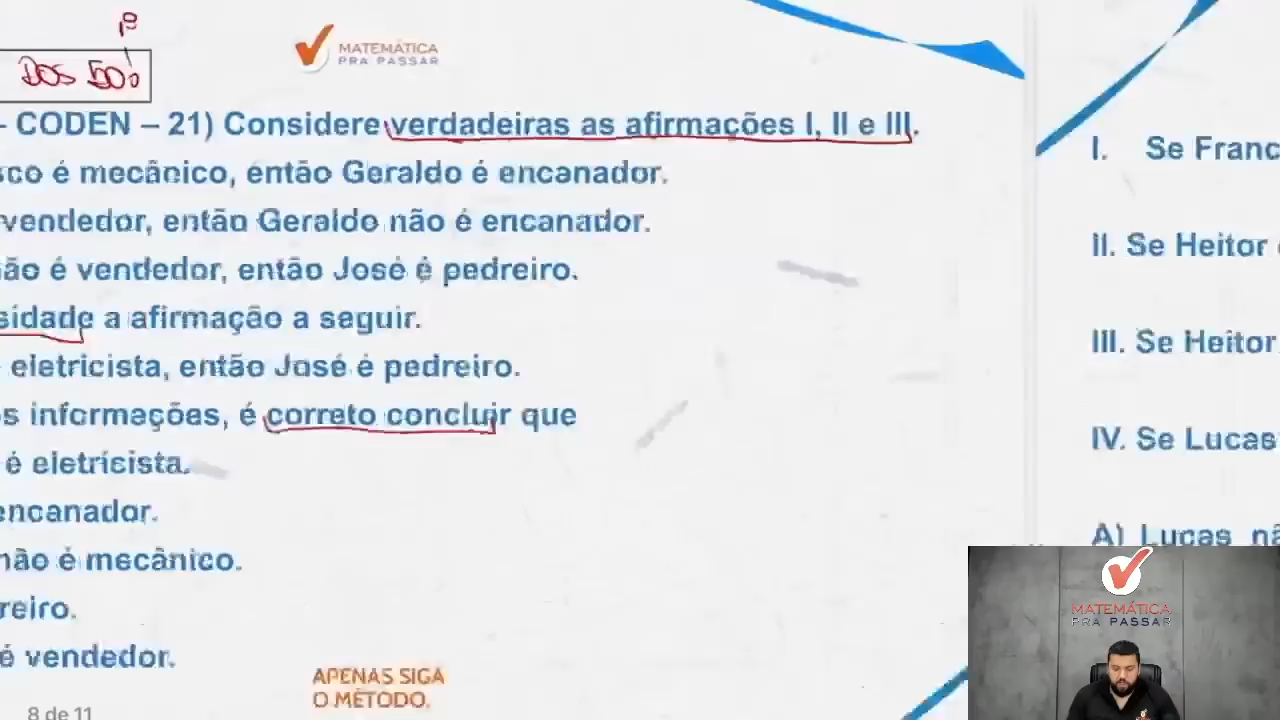 1º
DOS 50%
MATEMÁTICA
PRA PASSAR
– CODEN – 21) Considere verdadeiras as afirmações I, II e III.
sco é mecânico, então Geraldo é encanador.
vendedor, então Geraldo não é encanador.
ão é vendedor, então José é pedreiro.
sidade a afirmação a seguir.
eletricista, então José é pedreiro.
s informações, é correto concluir que
é eletricista.
encanador.
não é mecânico.
reiro.
é vendedor.
APENAS SIGA
O MÉTODO.
8 de 11
I. Se Franc
II. Se Heitor
III. Se Heitor
IV. Se Lucas
A) Lucas nã
MATEMÁTICA
PRA PASSAR